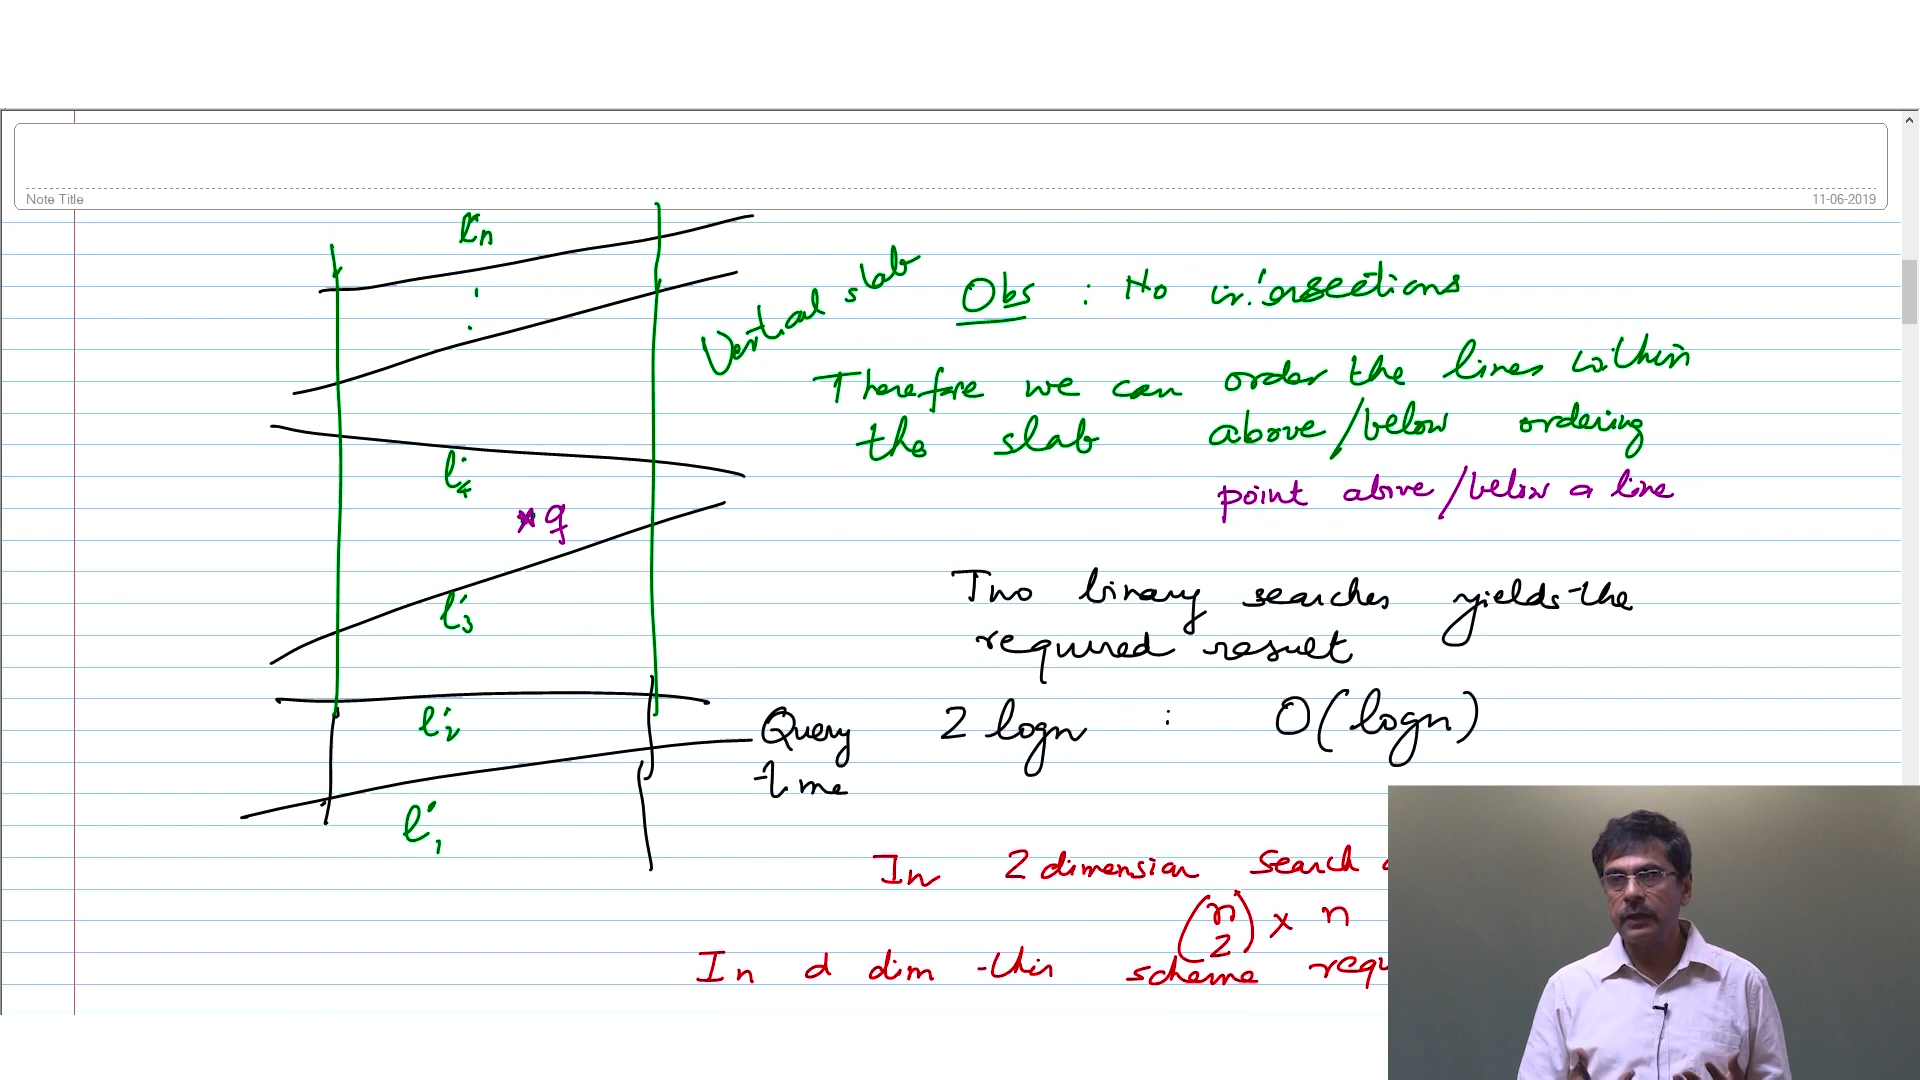 Note Title
11-06-2019
ln
Vertical slab
Obs : No intersections
Therefore we can order the lines within
the slab above/below ordering
l4
point above/below a line
* q
l3
Two binary searches yields the
required result
l2
Query time 2 logn : O(logn)
l1
In 2 dimension Search
(n 2) × n
In d dim this scheme requ